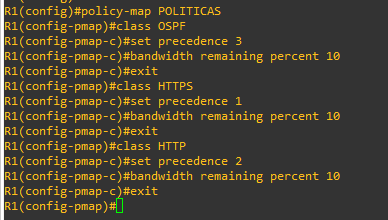 R1(config)#policy-map POLITICAS
R1(config-pmap)#class OSPF
R1(config-pmap-c)#set precedence 3
R1(config-pmap-c)#bandwidth remaining percent 10
R1(config-pmap-c)#exit
R1(config-pmap)#class HTTPS
R1(config-pmap-c)#set precedence 1
R1(config-pmap-c)#bandwidth remaining percent 10
R1(config-pmap-c)#exit
R1(config-pmap)#class HTTP
R1(config-pmap-c)#set precedence 2
R1(config-pmap-c)#bandwidth remaining percent 10
R1(config-pmap-c)#exit
R1(config-pmap)#